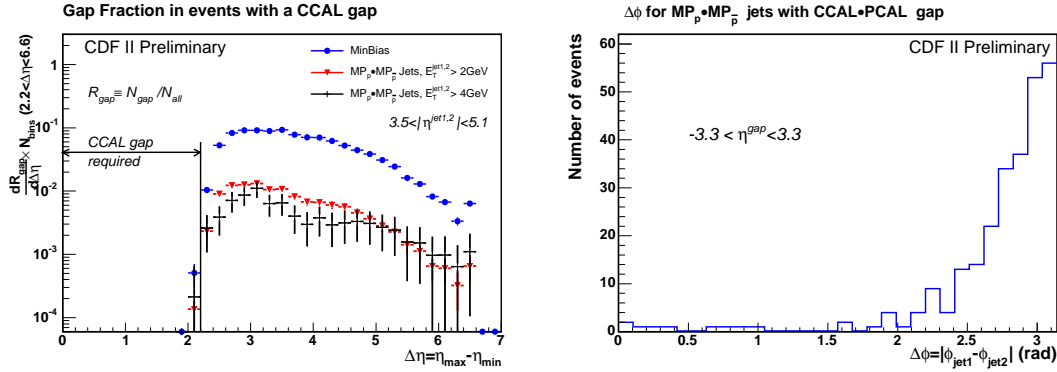 Gap Fraction in events with a CCAL gap
CDF II Preliminary
MinBias
MP_p•MP_p̅ Jets, E_T^jet1,2 > 2GeV
MP_p•MP_p̅ Jets, E_T^jet1,2 > 4GeV
R_gap ≡ N_gap /N_all
3.5<|η^jet1,2|<5.1
CCAL gap
required
dR_gap/dΔη × N_bins (2.2<Δη<6.6)
1
10^-1
10^-2
10^-3
10^-4
0 1 2 3 4 5 6 7
Δη=η_max-η_min
Δϕ for MP_p•MP_p̅ jets with CCAL•PCAL gap
CDF II Preliminary
-3.3 < η^gap <3.3
Number of events
60
50
40
30
20
10
0
0 0.5 1 1.5 2 2.5 3
Δϕ=|ϕ_jet1-ϕ_jet2| (rad)